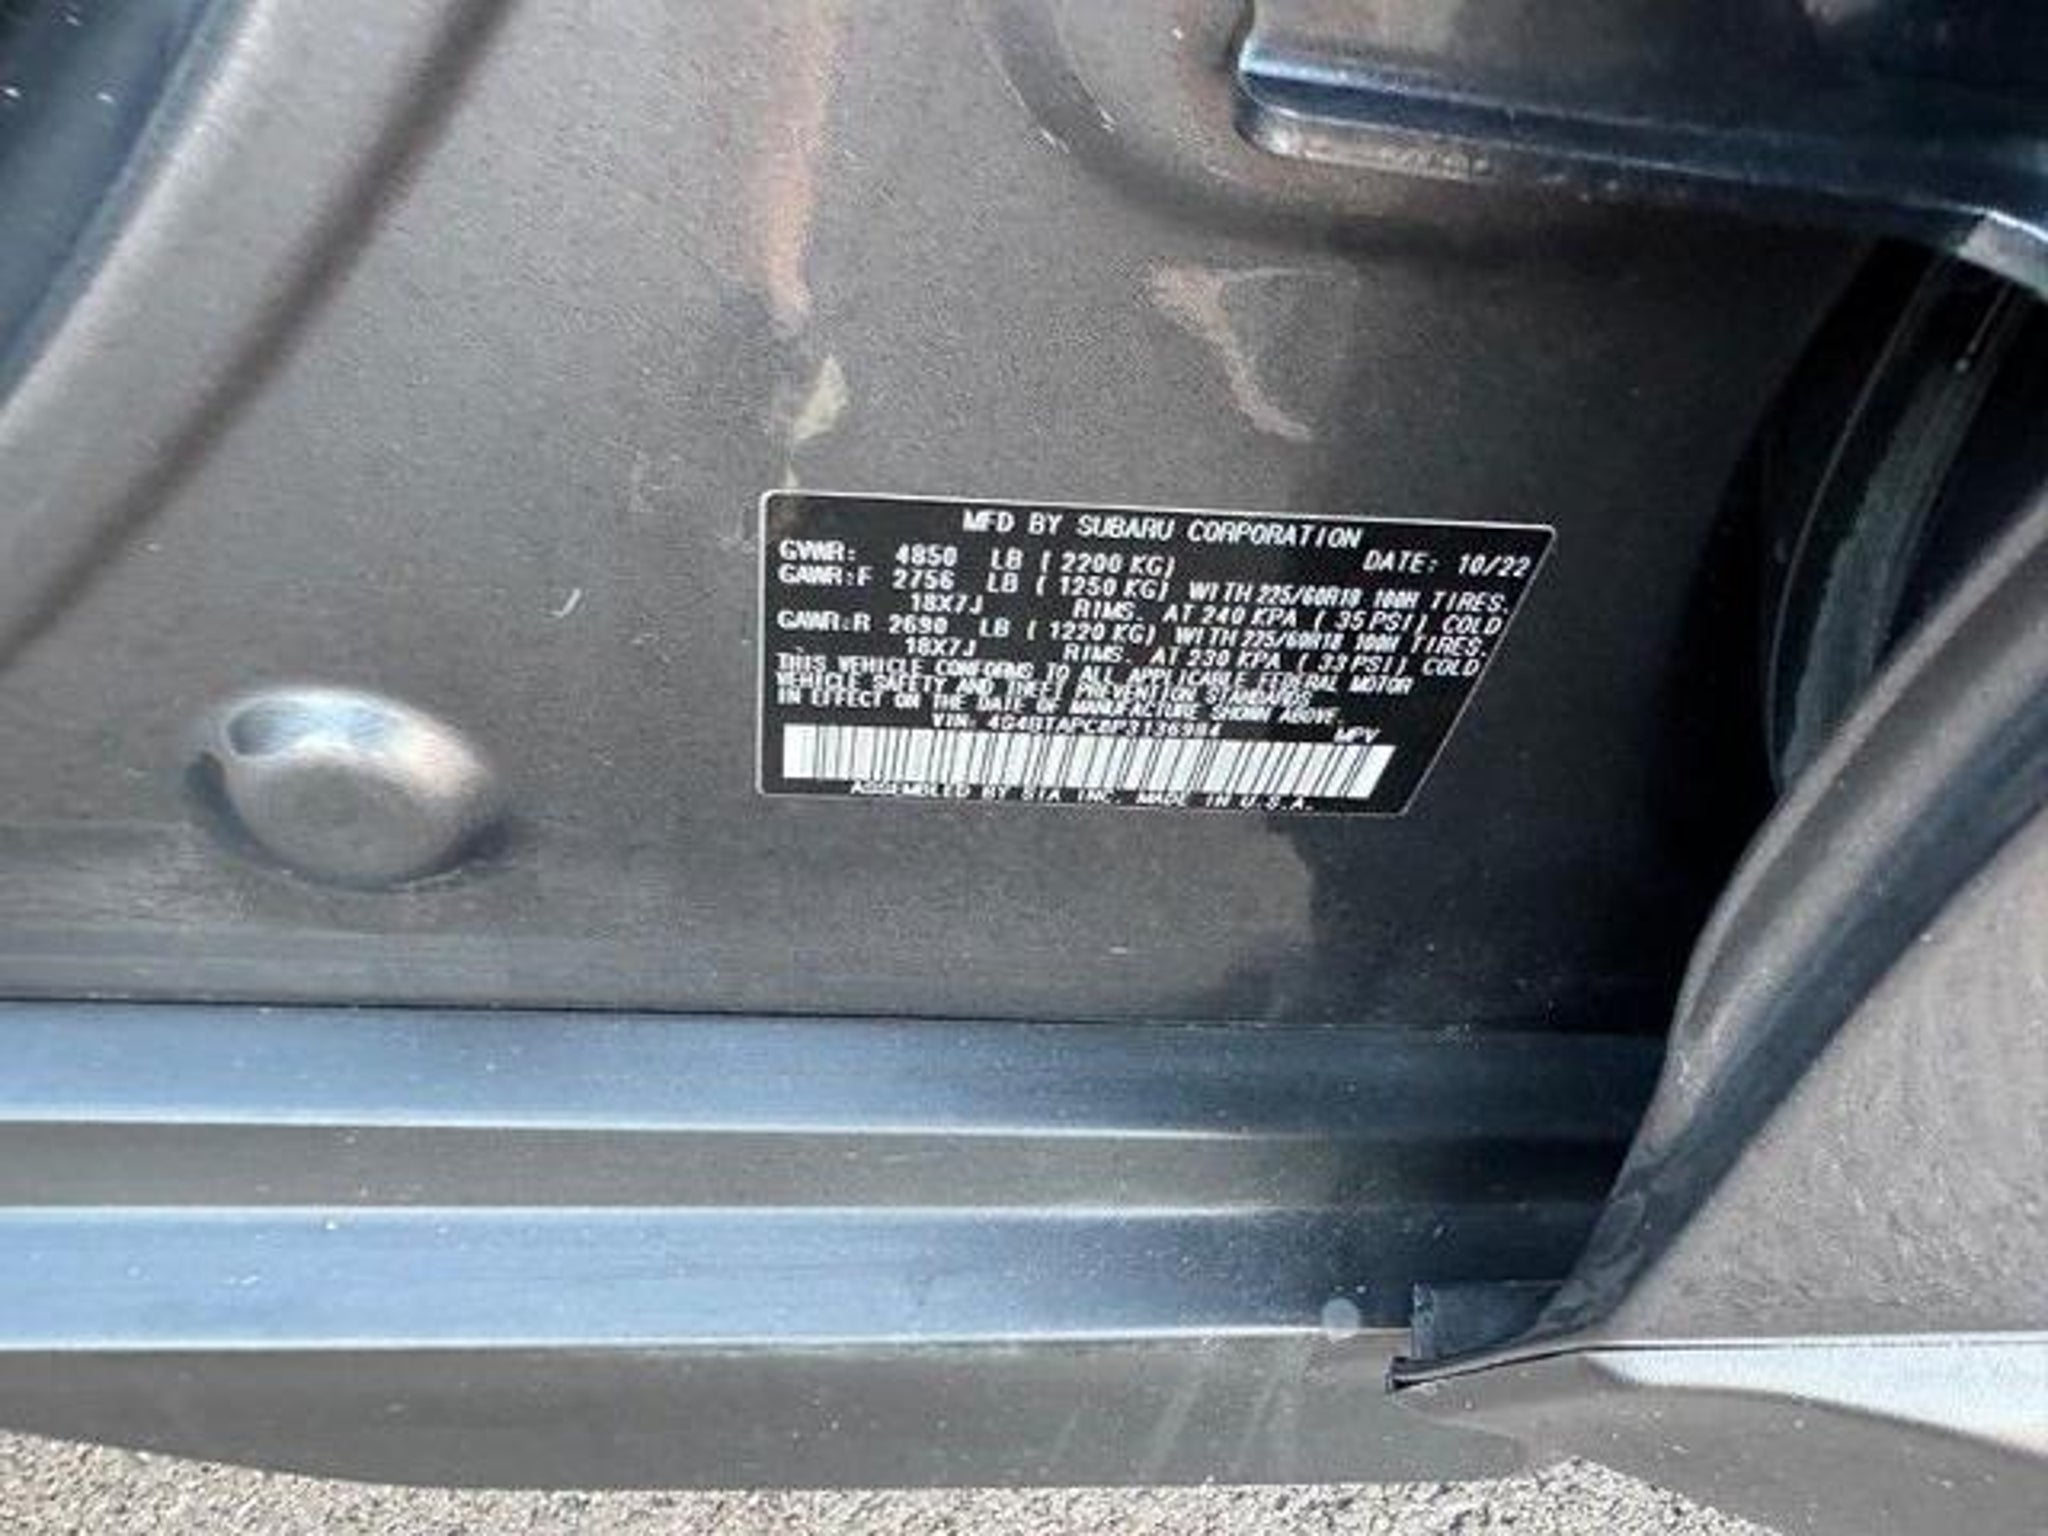 MFD BY SUBARU CORPORATION
GVWR: 4850 LB ( 2200 KG) DATE: 10/22
GAWR:F 2756 LB ( 1250 KG) WITH 225/60R18 100H TIRES.
18X7J RIMS. AT 240 KPA ( 35 PSI) COLD
GAWR:R 2690 LB ( 1220 KG) WITH 225/60R18 100H TIRES.
18X7J RIMS. AT 230 KPA ( 33 PSI) COLD
THIS VEHICLE CONFORMS TO ALL APPLICABLE FEDERAL MOTOR
VEHICLE SAFETY AND THEFT PREVENTION STANDARDS
IN EFFECT ON THE DATE OF MANUFACTURE SHOWN ABOVE.
VIN: MPV
ASSEMBLED BY SIA INC. MADE IN U.S.A.